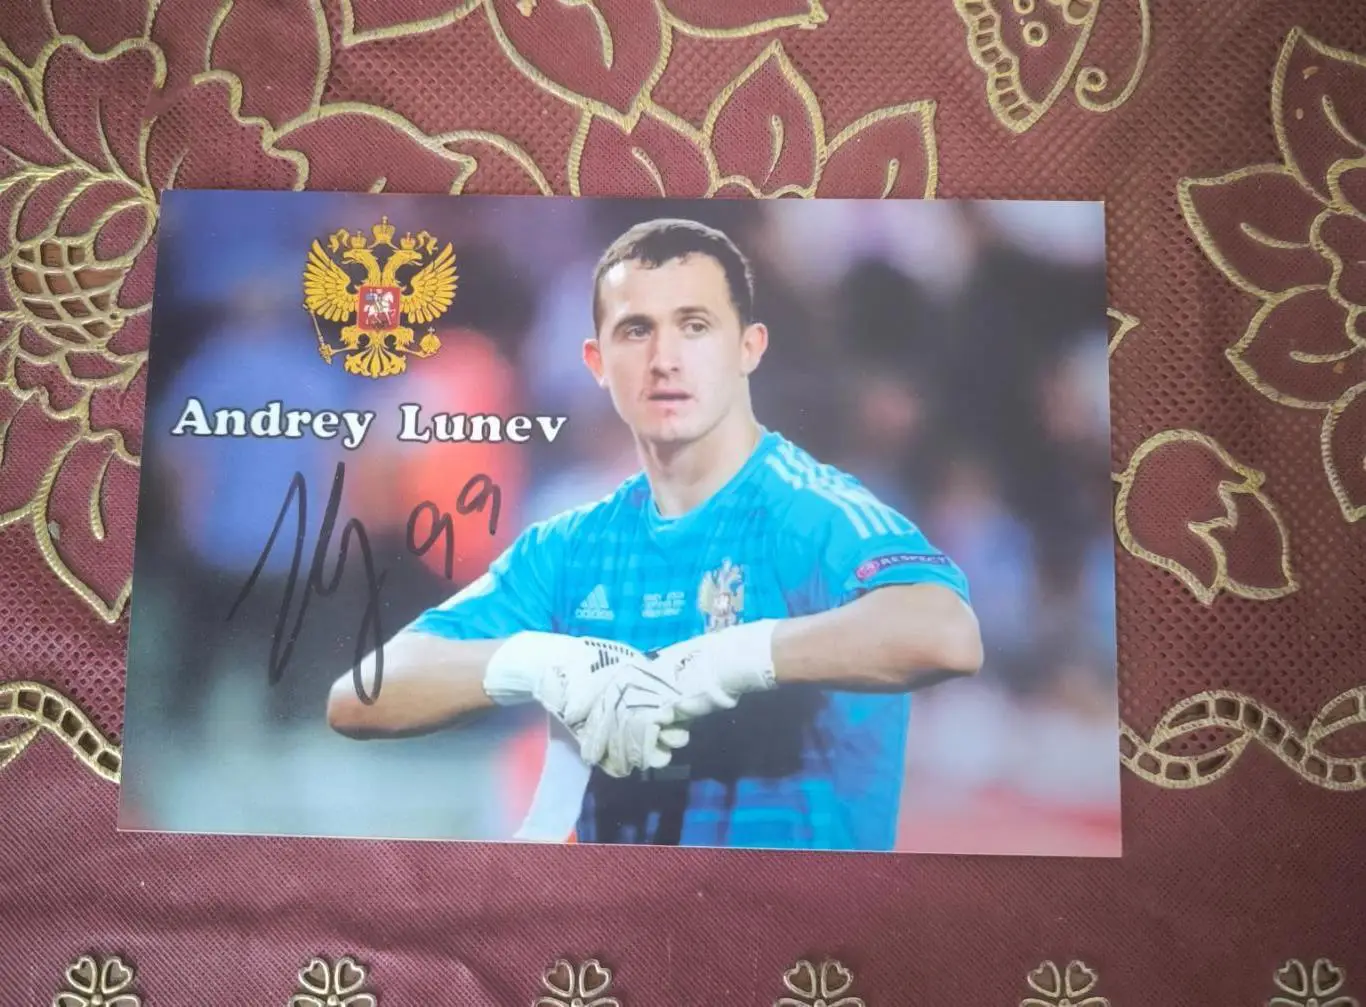 Andrey Lunev
99
RESPECT
adidas